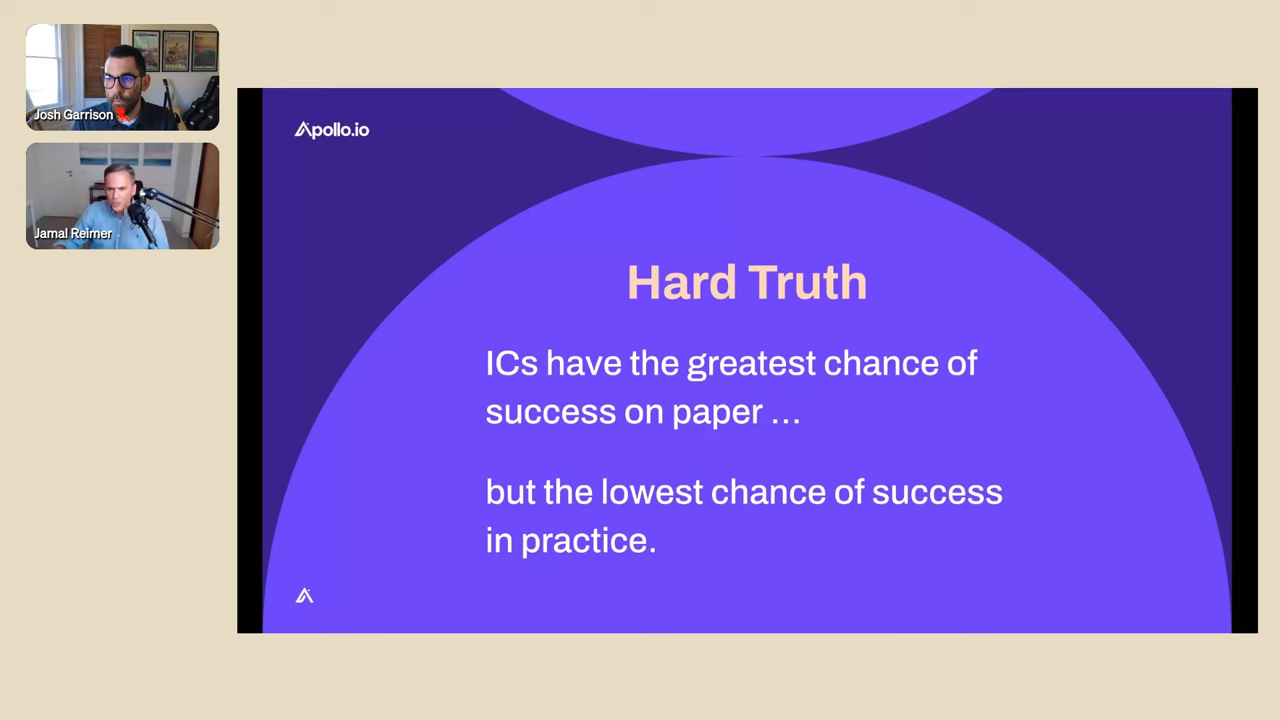 Josh Garrison
Jamal Reimer
Apollo.io
Hard Truth
ICs have the greatest chance of
success on paper ...
but the lowest chance of success
in practice.